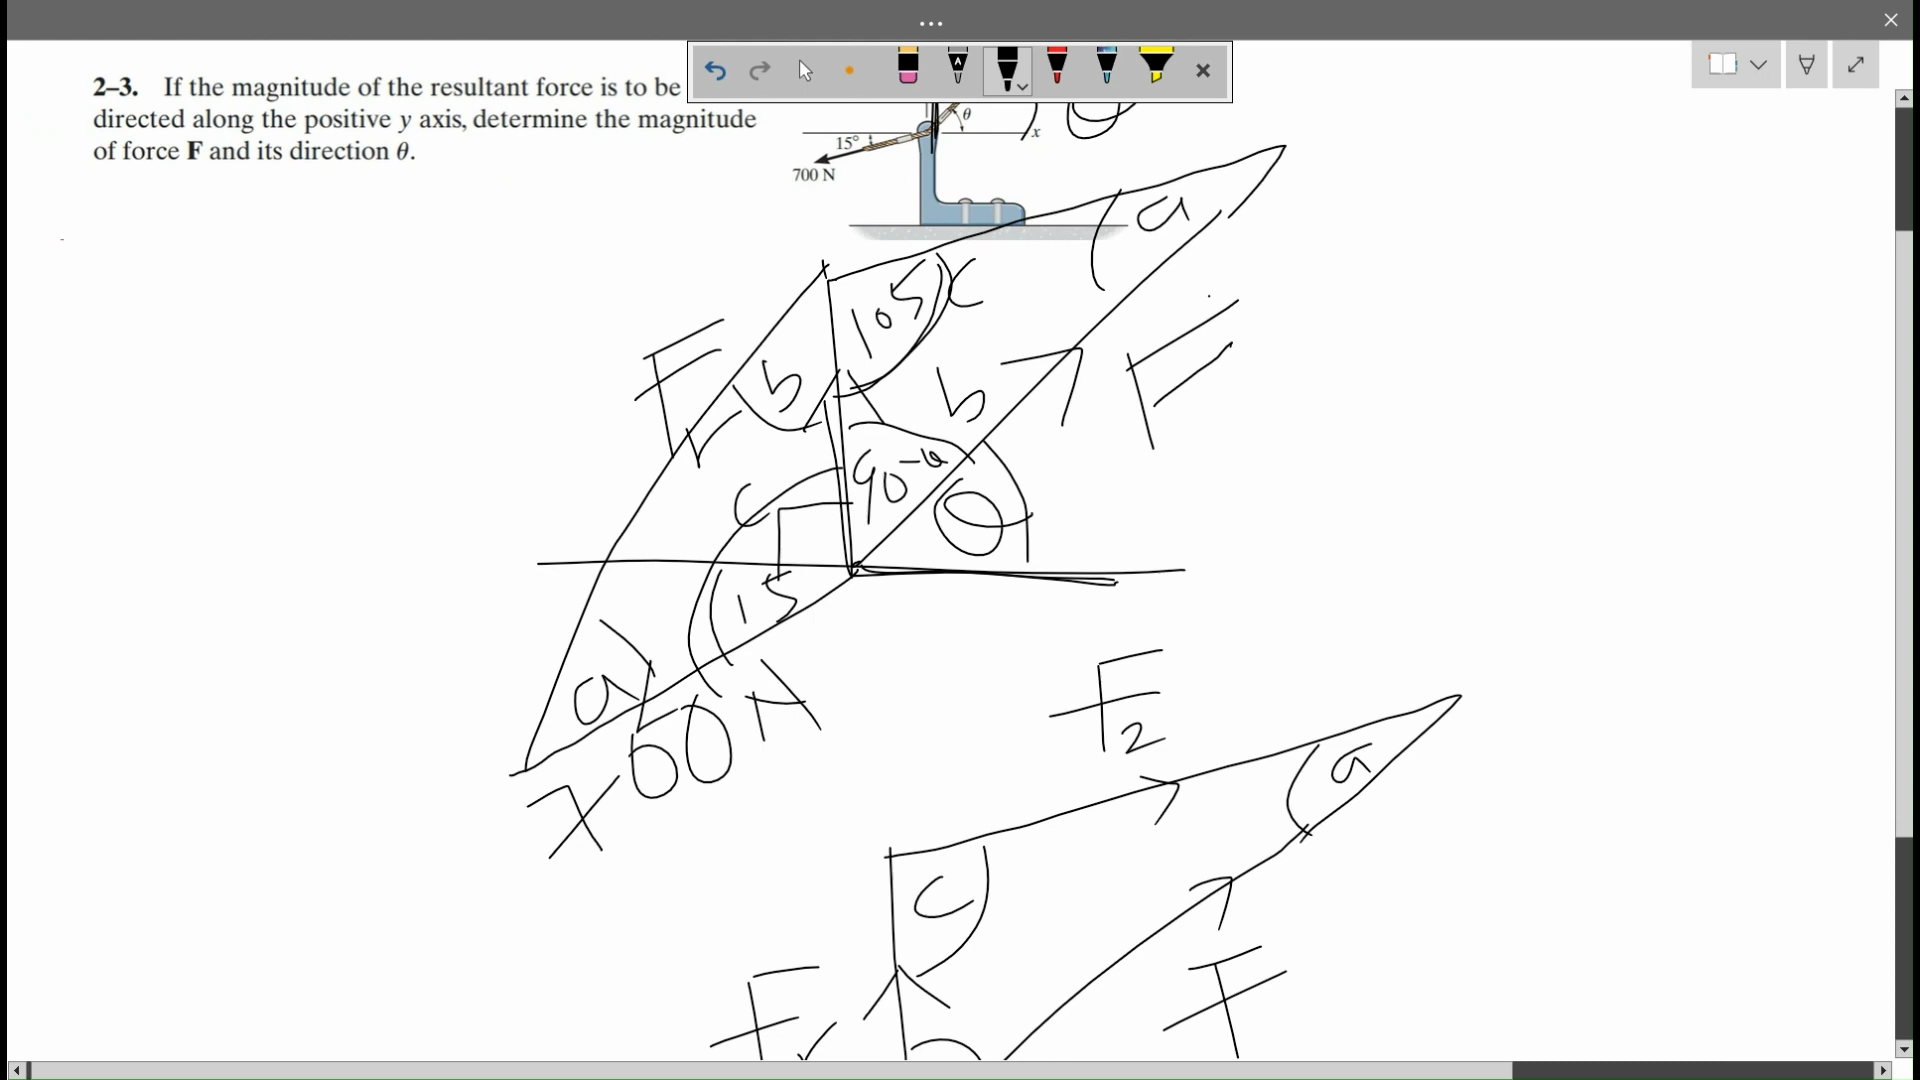 2–3. If the magnitude of the resultant force is to be
directed along the positive y axis, determine the magnitude
of force F and its direction θ.
θ
θ
x
15°
700 N
a
105
c
b
b
F
F
r
90-θ
c
θ
15
a
700 N
F2
a
c
F
F
b